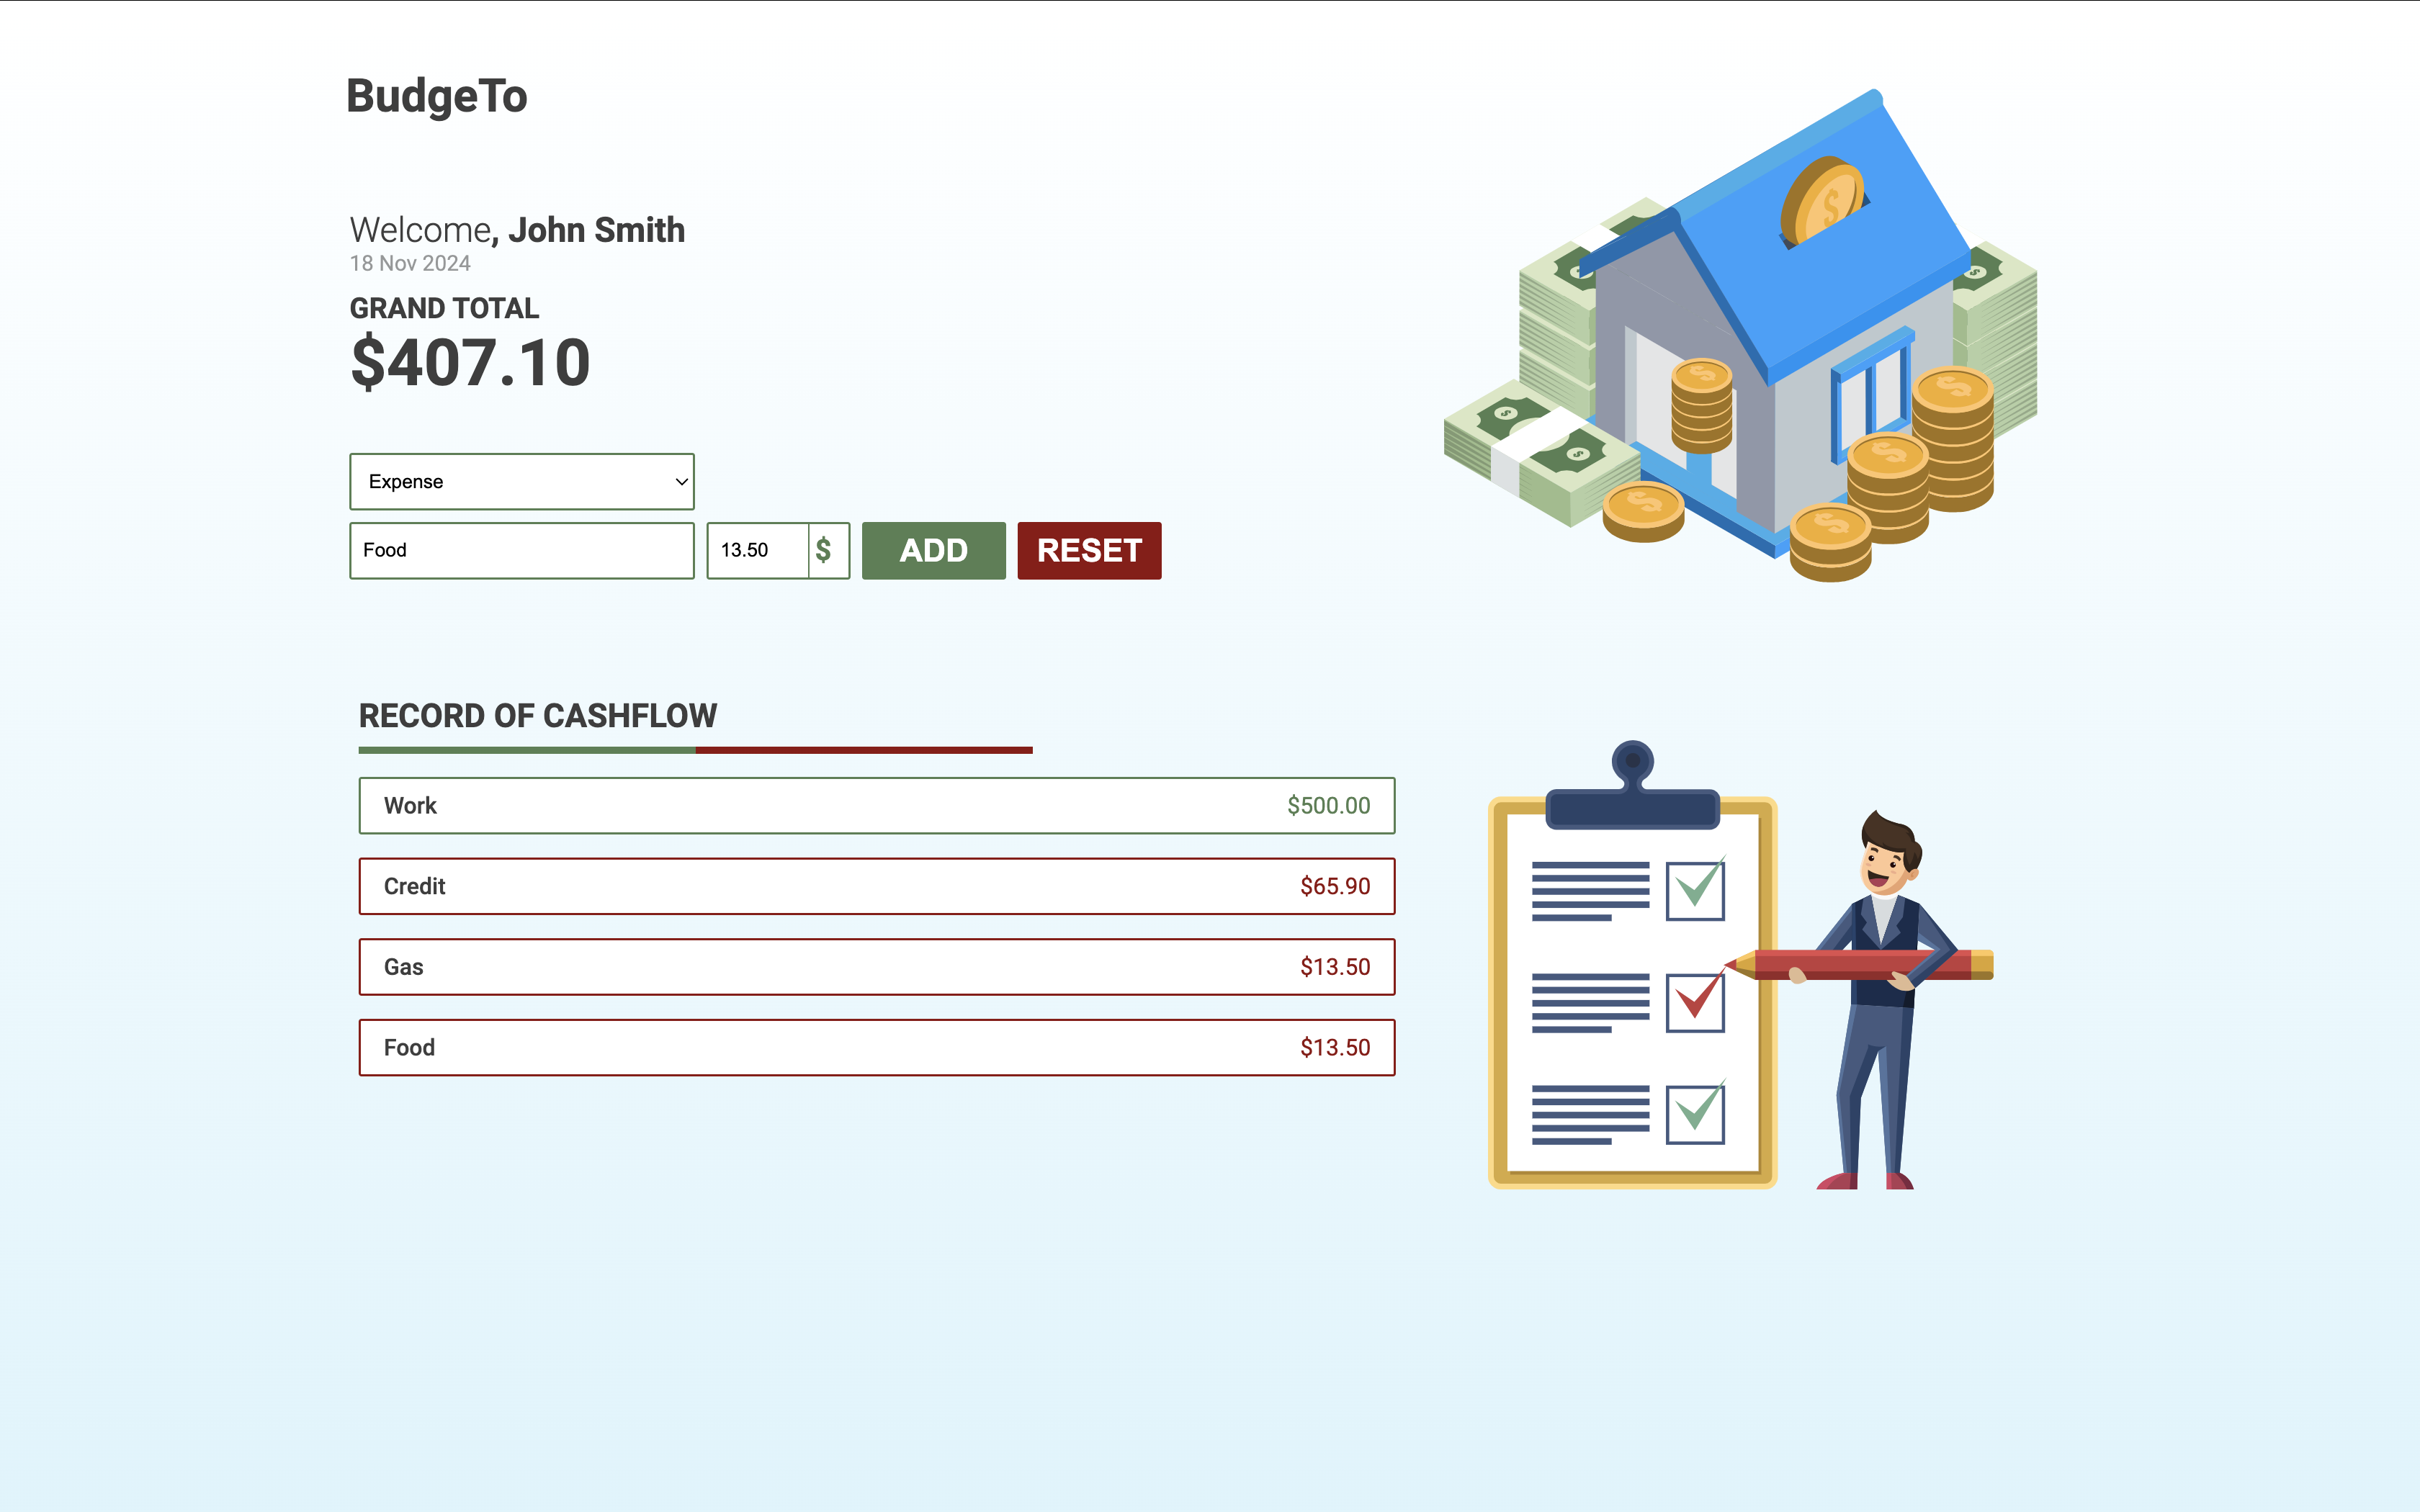 BudgeTo
Welcome, John Smith
18 Nov 2024
GRAND TOTAL
$407.10
Expense
Food 13.50 $ ADD RESET
RECORD OF CASHFLOW
Work $500.00
Credit $65.90
Gas $13.50
Food $13.50